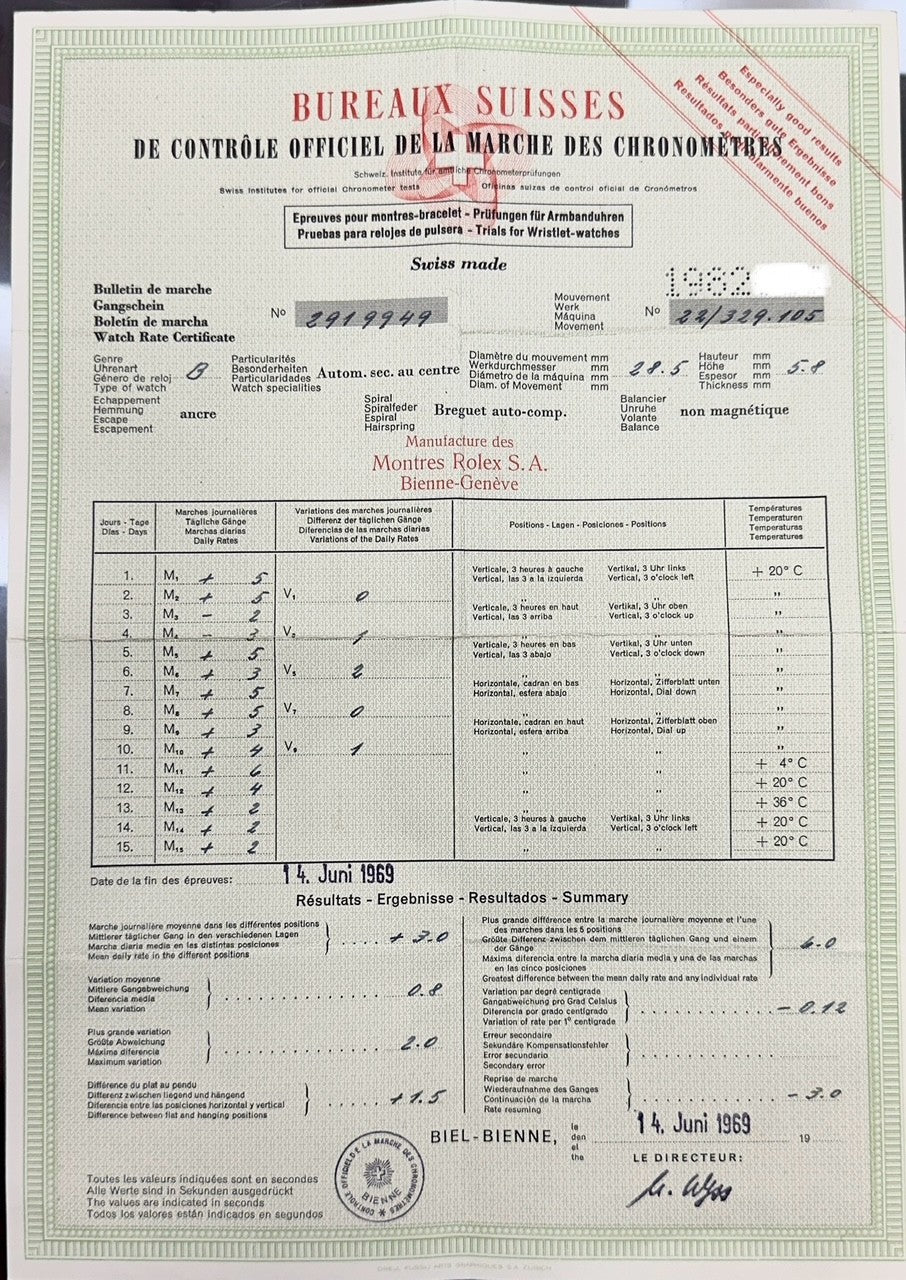 Especially good results
Besonders gute Ergebnisse
Résultats particulièrement bons
Resultados particularmente buenos
BUREAUX SUISSES
DE CONTRÔLE OFFICIEL DE LA MARCHE DES CHRONOMÈTRES
Schweiz. Institute für amtliche Chronometerprüfungen
Swiss Institutes for official Chronometer tests Oficinas suizas de control oficial de Cronómetros
Epreuves pour montres-bracelet - Prüfungen für Armbanduhren
Pruebas para relojes de pulsera - Trials for Wristlet-watches
Swiss made
1982
Bulletin de marche
Gangschein
Boletín de marcha
Watch Rate Certificate
Nº 2919949
Mouvement
Werk
Máquina
Movement
Nº 22/329.105
Genre
Uhrenart
Género de reloj
Type of watch
B
Particularités
Besonderheiten
Particularidades
Watch specialities
Autom. sec. au centre
Diamètre du mouvement mm
Werkdurchmesser mm
Diámetro de la máquina mm
Diam. of Movement mm
28.5
Hauteur mm
Höhe mm
Espesor mm
Thickness mm
5.8
Echappement
Hemmung
Escape
Escapement
ancre
Spiral
Spiralfeder
Espiral
Hairspring
Breguet auto-comp.
Balancier
Unruhe
Volante
Balance
non magnétique
Manufacture des
Montres Rolex S.A.
Bienne-Genève
Jours - Tage
Días - Days
Marches journalières
Tägliche Gänge
Marchas diarias
Daily Rates
Variations des marches journalières
Differenz der täglichen Gänge
Diferencias de las marchas diarias
Variations of the Daily Rates
Positions - Lagen - Posiciones - Positions
Températures
Temperaturen
Temperaturas
Temperatures
1. M₁ + 5 Verticale, 3 heures à gauche Vertikal, 3 Uhr links + 20° C
Vertical, las 3 a la izquierda Vertical, 3 o'clock left
2. M₂ + 5 V₁ 0 „ „ „
3. M₃ - 2 Verticale, 3 heures en haut Vertikal, 3 Uhr oben „
Vertical, las 3 arriba Vertical, 3 o'clock up
4. M₄ - 3 V₃ 1 „ „ „
5. M₅ + 5 Verticale, 3 heures en bas Vertikal, 3 Uhr unten „
Vertical, las 3 abajo Vertical, 3 o'clock down
6. M₆ + 3 V₅ 2 „ „ „
7. M₇ + 5 Horizontale, cadran en bas Horizontal, Zifferblatt unten „
Horizontal, esfera abajo Horizontal, Dial down
8. M₈ + 5 V₇ 0 „ „ „
9. M₉ + 3 Horizontale, cadran en haut Horizontal, Zifferblatt oben „
Horizontal, esfera arriba Horizontal, Dial up
10. M₁₀ + 4 V₉ 1 „ „ „
11. M₁₁ + 6 „ „ + 4° C
12. M₁₂ + 4 „ „ + 20° C
13. M₁₃ + 2 „ „ + 36° C
14. M₁₄ + 2 Verticale, 3 heures à gauche Vertikal, 3 Uhr links + 20° C
Vertical, las 3 a la izquierda Vertical, 3 o'clock left
15. M₁₅ + 2 „ „ + 20° C
Date de la fin des épreuves: 14. Juni 1969
Résultats - Ergebnisse - Resultados - Summary
Marche journalière moyenne dans les différentes positions
Mittlerer täglicher Gang in den verschiedenen Lagen
Marcha diaria media en las distintas posiciones
Mean daily rate in the different positions
+ 3.0
Variation moyenne
Mittlere Gangabweichung
Diferencia media
Mean variation
0.8
Plus grande variation
Größte Abweichung
Máxima diferencia
Maximum variation
2.0
Différence du plat au pendu
Differenz zwischen liegend und hängend
Diferencia entre las posiciones horizontal y vertical
Difference between flat and hanging positions
+ 1.5
Plus grande différence entre la marche journalière moyenne et l'une
des marches dans les 5 positions
Größte Differenz zwischen dem mittleren täglichen Gang und einem
der Gänge
Máxima diferencia entre la marcha diaria media y una de las marchas
en las cinco posiciones
Greatest difference between the mean daily rate and any individual rate
6.0
Variation par degré centigrade
Gangabweichung pro Grad Celsius
Diferencia por grado centígrado
Variation of rate per 1° centigrade
- 0.12
Erreur secondaire
Sekundäre Kompensationsfehler
Error secundario
Secondary error
Reprise de marche
Wiederaufnahme des Ganges
Continuación de la marcha
Rate resuming
- 3.0
BIEL-BIENNE,
le
den
el
the
14. Juni 1969
19
LE DIRECTEUR:
A. Wyss
CONTRÔLE OFFICIEL DE LA MARCHE DES CHRONOMÈTRES
BIENNE
Toutes les valeurs indiquées sont en secondes
Alle Werte sind in Sekunden ausgedrückt
The values are indicated in seconds
Todos los valores están indicados en segundos